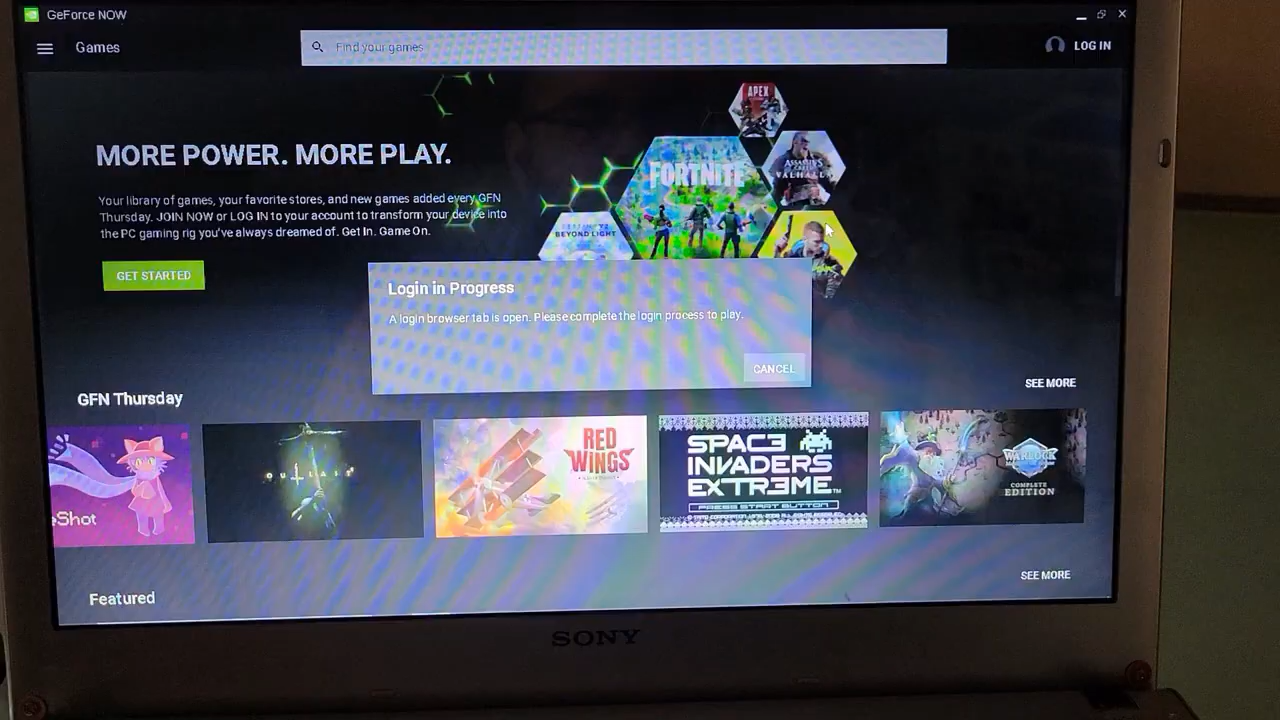 GeForce NOW
Games
Find your games
LOG IN
MORE POWER. MORE PLAY.
Your library of games, your favorite stores, and new games added every GFN
Thursday. JOIN NOW or LOG IN to your account to transform your device into
the PC gaming rig you've always dreamed of. Get In. Game On.
GET STARTED
APEX
FORTNITE
ASSASSIN'S
VALHALLA
BEYOND LIGHT
Login in Progress
A login browser tab is open. Please complete the login process to play.
CANCEL
GFN Thursday
SEE MORE
eShot
OUTLAST
RED
WINGS
SPACE
INVADERS
EXTREME
PRESS START BUTTON
WARLOCK
COMPLETE
EDITION
Featured
SEE MORE
SONY